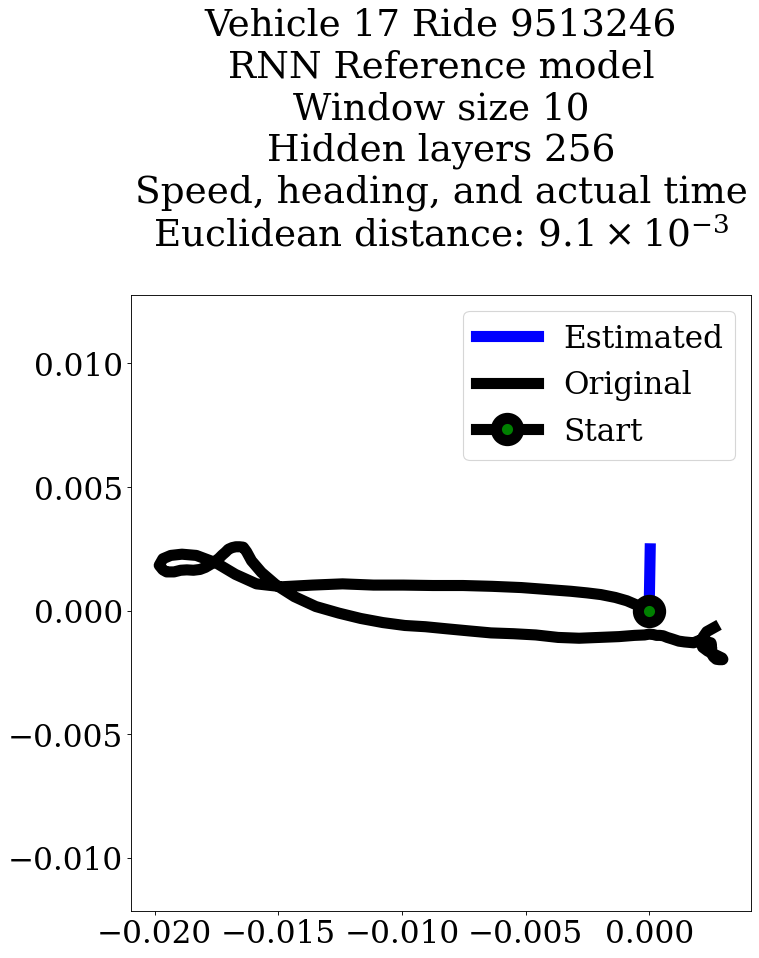 Vehicle 17 Ride 9513246
RNN Reference model
Window size 10
Hidden layers 256
Speed, heading, and actual time
Euclidean distance: 9.1 × 10⁻³
Estimated
Original
Start
0.010
0.005
0.000
−0.005
−0.010
−0.020 −0.015 −0.010 −0.005 0.000